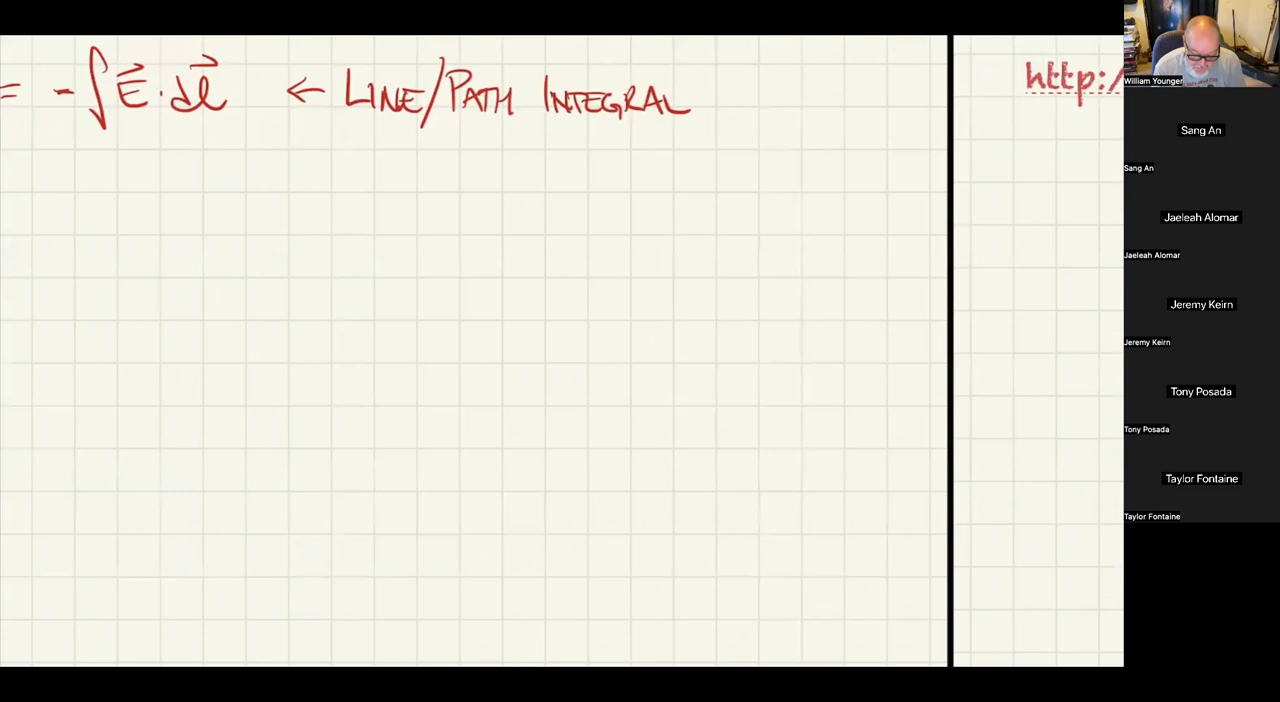 = -∫E⃗·dℓ⃗ ← LINE/PATH INTEGRAL
http:/
William Younger
Sang An
Sang An
Jaeleah Alomar
Jaeleah Alomar
Jeremy Keirn
Jeremy Keirn
Tony Posada
Tony Posada
Taylor Fontaine
Taylor Fontaine